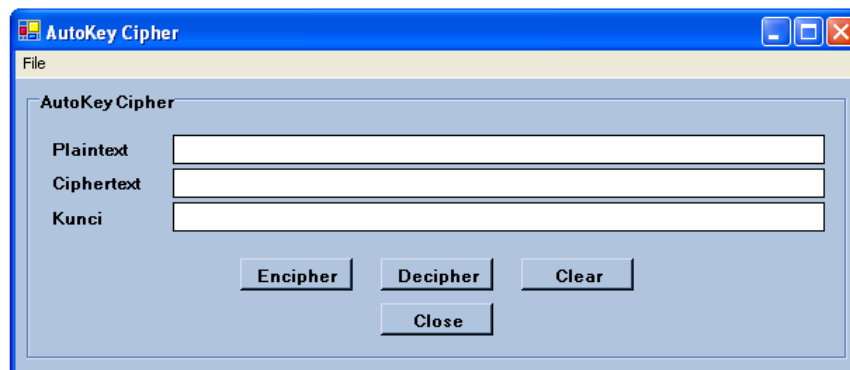 AutoKey Cipher
File
AutoKey Cipher
Plaintext
Ciphertext
Kunci
Encipher Decipher Clear
Close